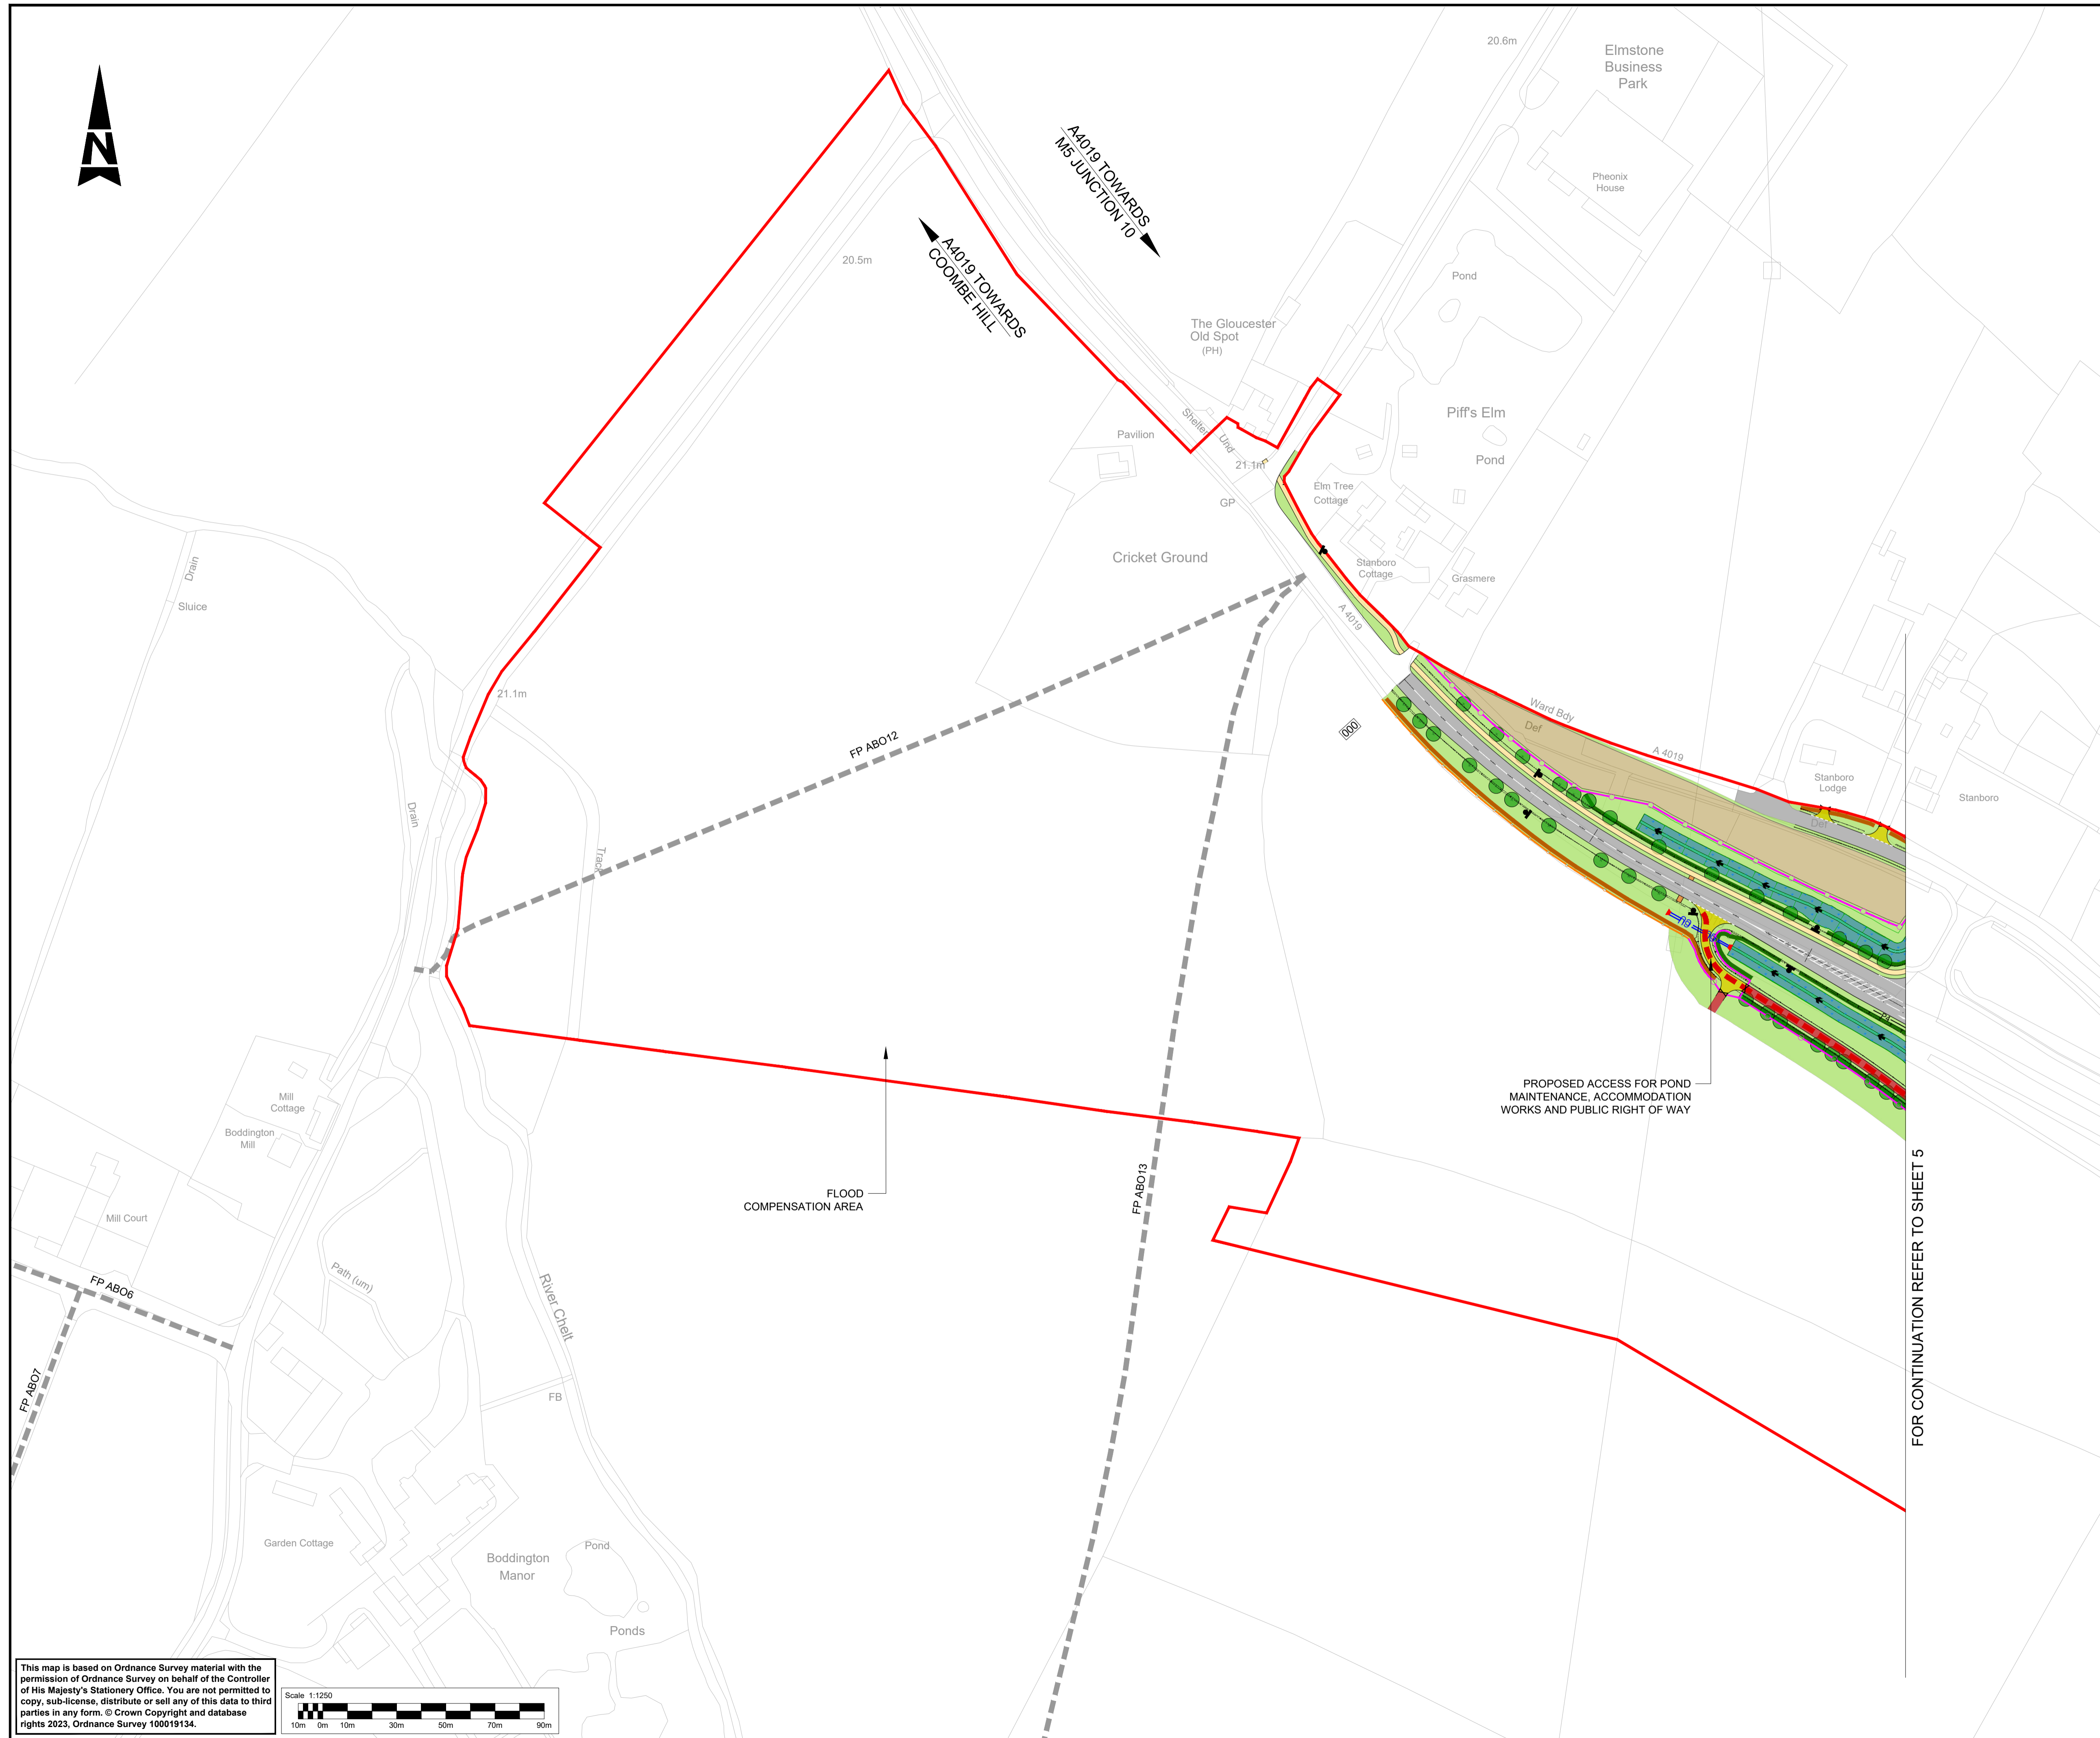 20.6m
Elmstone
Business
Park
N
A4019 TOWARDS
M5 JUNCTION 10
Pheonix
House
A4019 TOWARDS
COOMBE HILL
20.5m
Pond
The Gloucester
Old Spot
(PH)
Shelter
Und
Piff's Elm
Pavilion
21.1m
Pond
Elm Tree
Cottage
GP
Cricket Ground
Stanboro
Cottage
Grasmere
Drain
Sluice
A 4019
21.1m
Ward Bdy
Def
FP ABO12
000
A 4019
Stanboro
Lodge
Stanboro
Drain
Def
Track
PROPOSED ACCESS FOR POND
MAINTENANCE, ACCOMMODATION
WORKS AND PUBLIC RIGHT OF WAY
Mill
Cottage
Boddington
Mill
FLOOD
COMPENSATION AREA
FP ABO13
FOR CONTINUATION REFER TO SHEET 5
Mill Court
Path (um)
FP ABO6
River Chelt
FP ABO7
FB
Garden Cottage
Boddington
Manor
Pond
Ponds
This map is based on Ordnance Survey material with the
permission of Ordnance Survey on behalf of the Controller
of His Majesty's Stationery Office. You are not permitted to
copy, sub-license, distribute or sell any of this data to third
parties in any form. © Crown Copyright and database
rights 2023, Ordnance Survey 100019134.
Scale 1:1250
10m 0m 10m 30m 50m 70m 90m